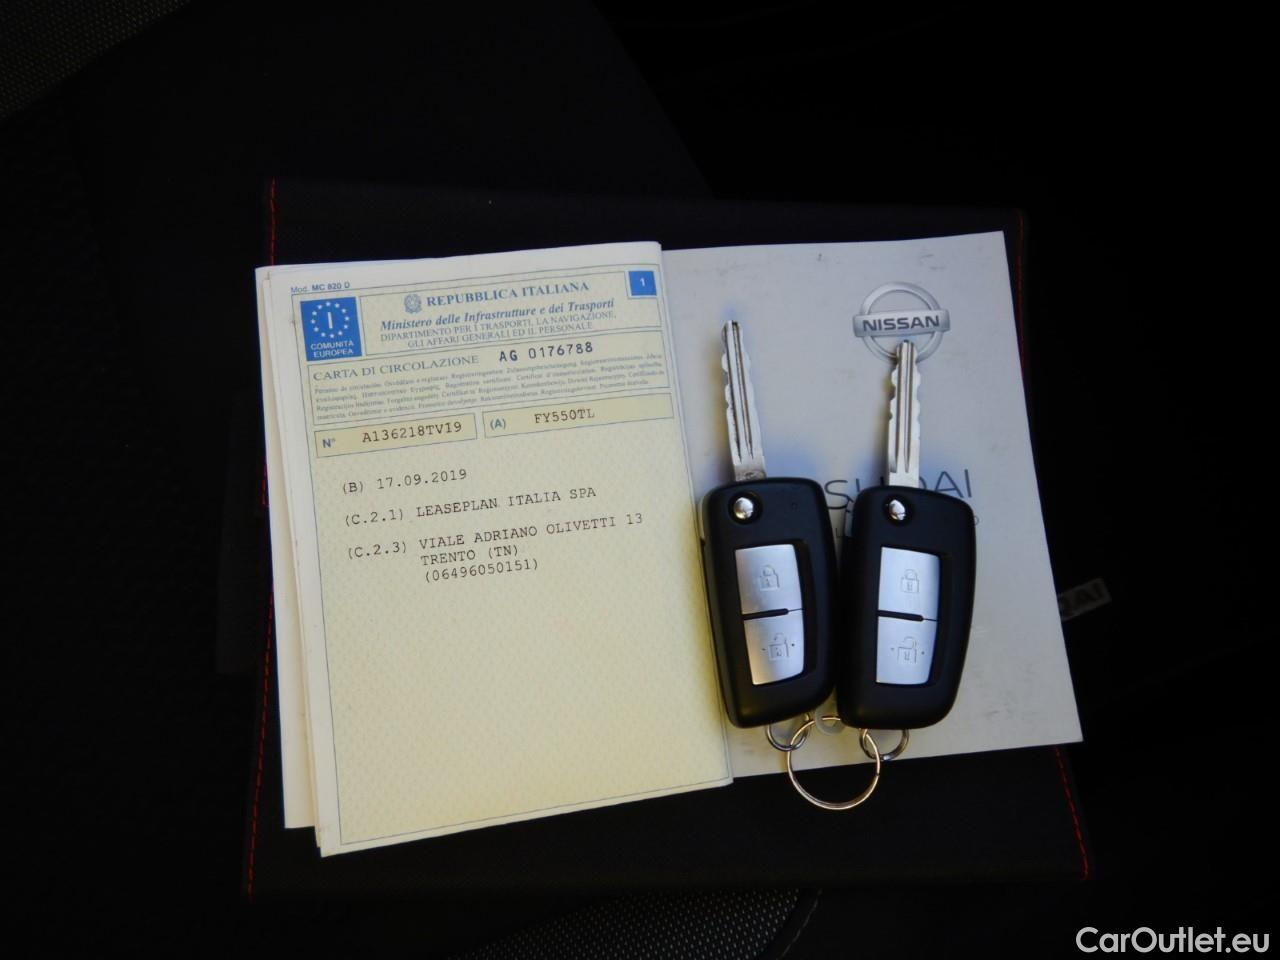 Mod. MC 820 D
1
REPUBBLICA ITALIANA
Ministero delle Infrastrutture e dei Trasporti
DIPARTIMENTO PER I TRASPORTI, LA NAVIGAZIONE,
GLI AFFARI GENERALI ED IL PERSONALE
I
COMUNITÀ
EUROPEA
CARTA DI CIRCOLAZIONE AG 0176788
N° A136218TV19 (A) FY550TL
(B) 17.09.2019
(C.2.1) LEASEPLAN ITALIA SPA
(C.2.3) VIALE ADRIANO OLIVETTI 13
TRENTO (TN)
(06496050151)
NISSAN
CarOutlet.eu